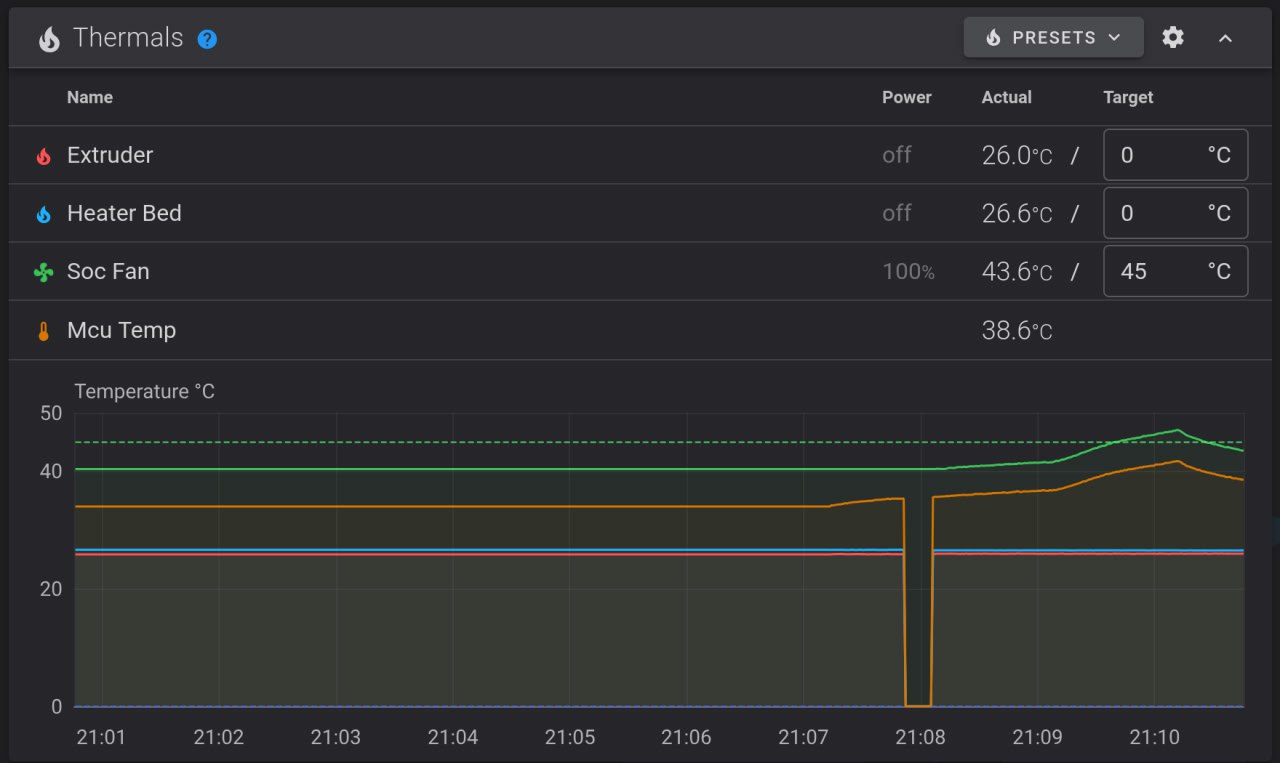 Thermals ?
PRESETS
Name Power Actual Target
Extruder off 26.0°C / 0 °C
Heater Bed off 26.6°C / 0 °C
Soc Fan 100% 43.6°C / 45 °C
Mcu Temp 38.6°C
Temperature °C
50
40
20
0
21:01 21:02 21:03 21:04 21:05 21:06 21:07 21:08 21:09 21:10